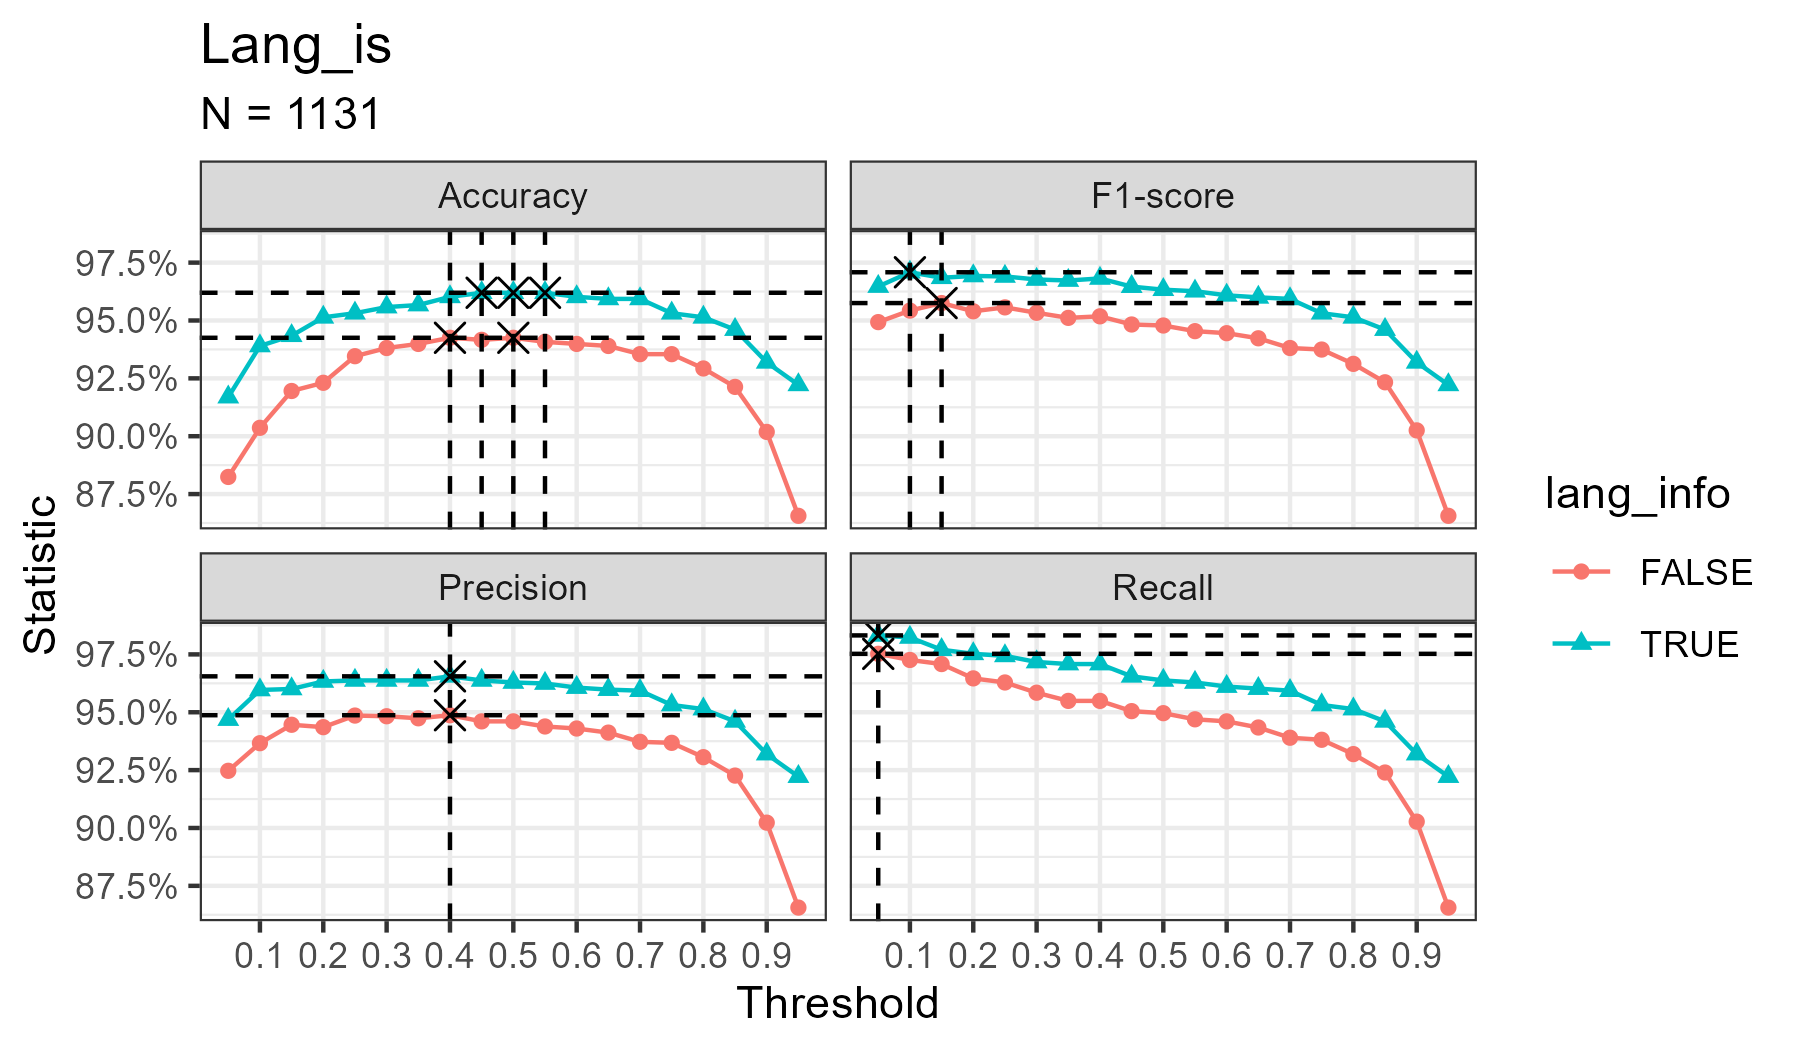 Lang_is
N = 1131
Accuracy
F1-score
97.5%
95.0%
92.5%
90.0%
87.5%
Precision
Recall
97.5%
95.0%
92.5%
90.0%
87.5%
0.1 0.2 0.3 0.4 0.5 0.6 0.7 0.8 0.9
0.1 0.2 0.3 0.4 0.5 0.6 0.7 0.8 0.9
Threshold
Statistic
lang_info
FALSE
TRUE